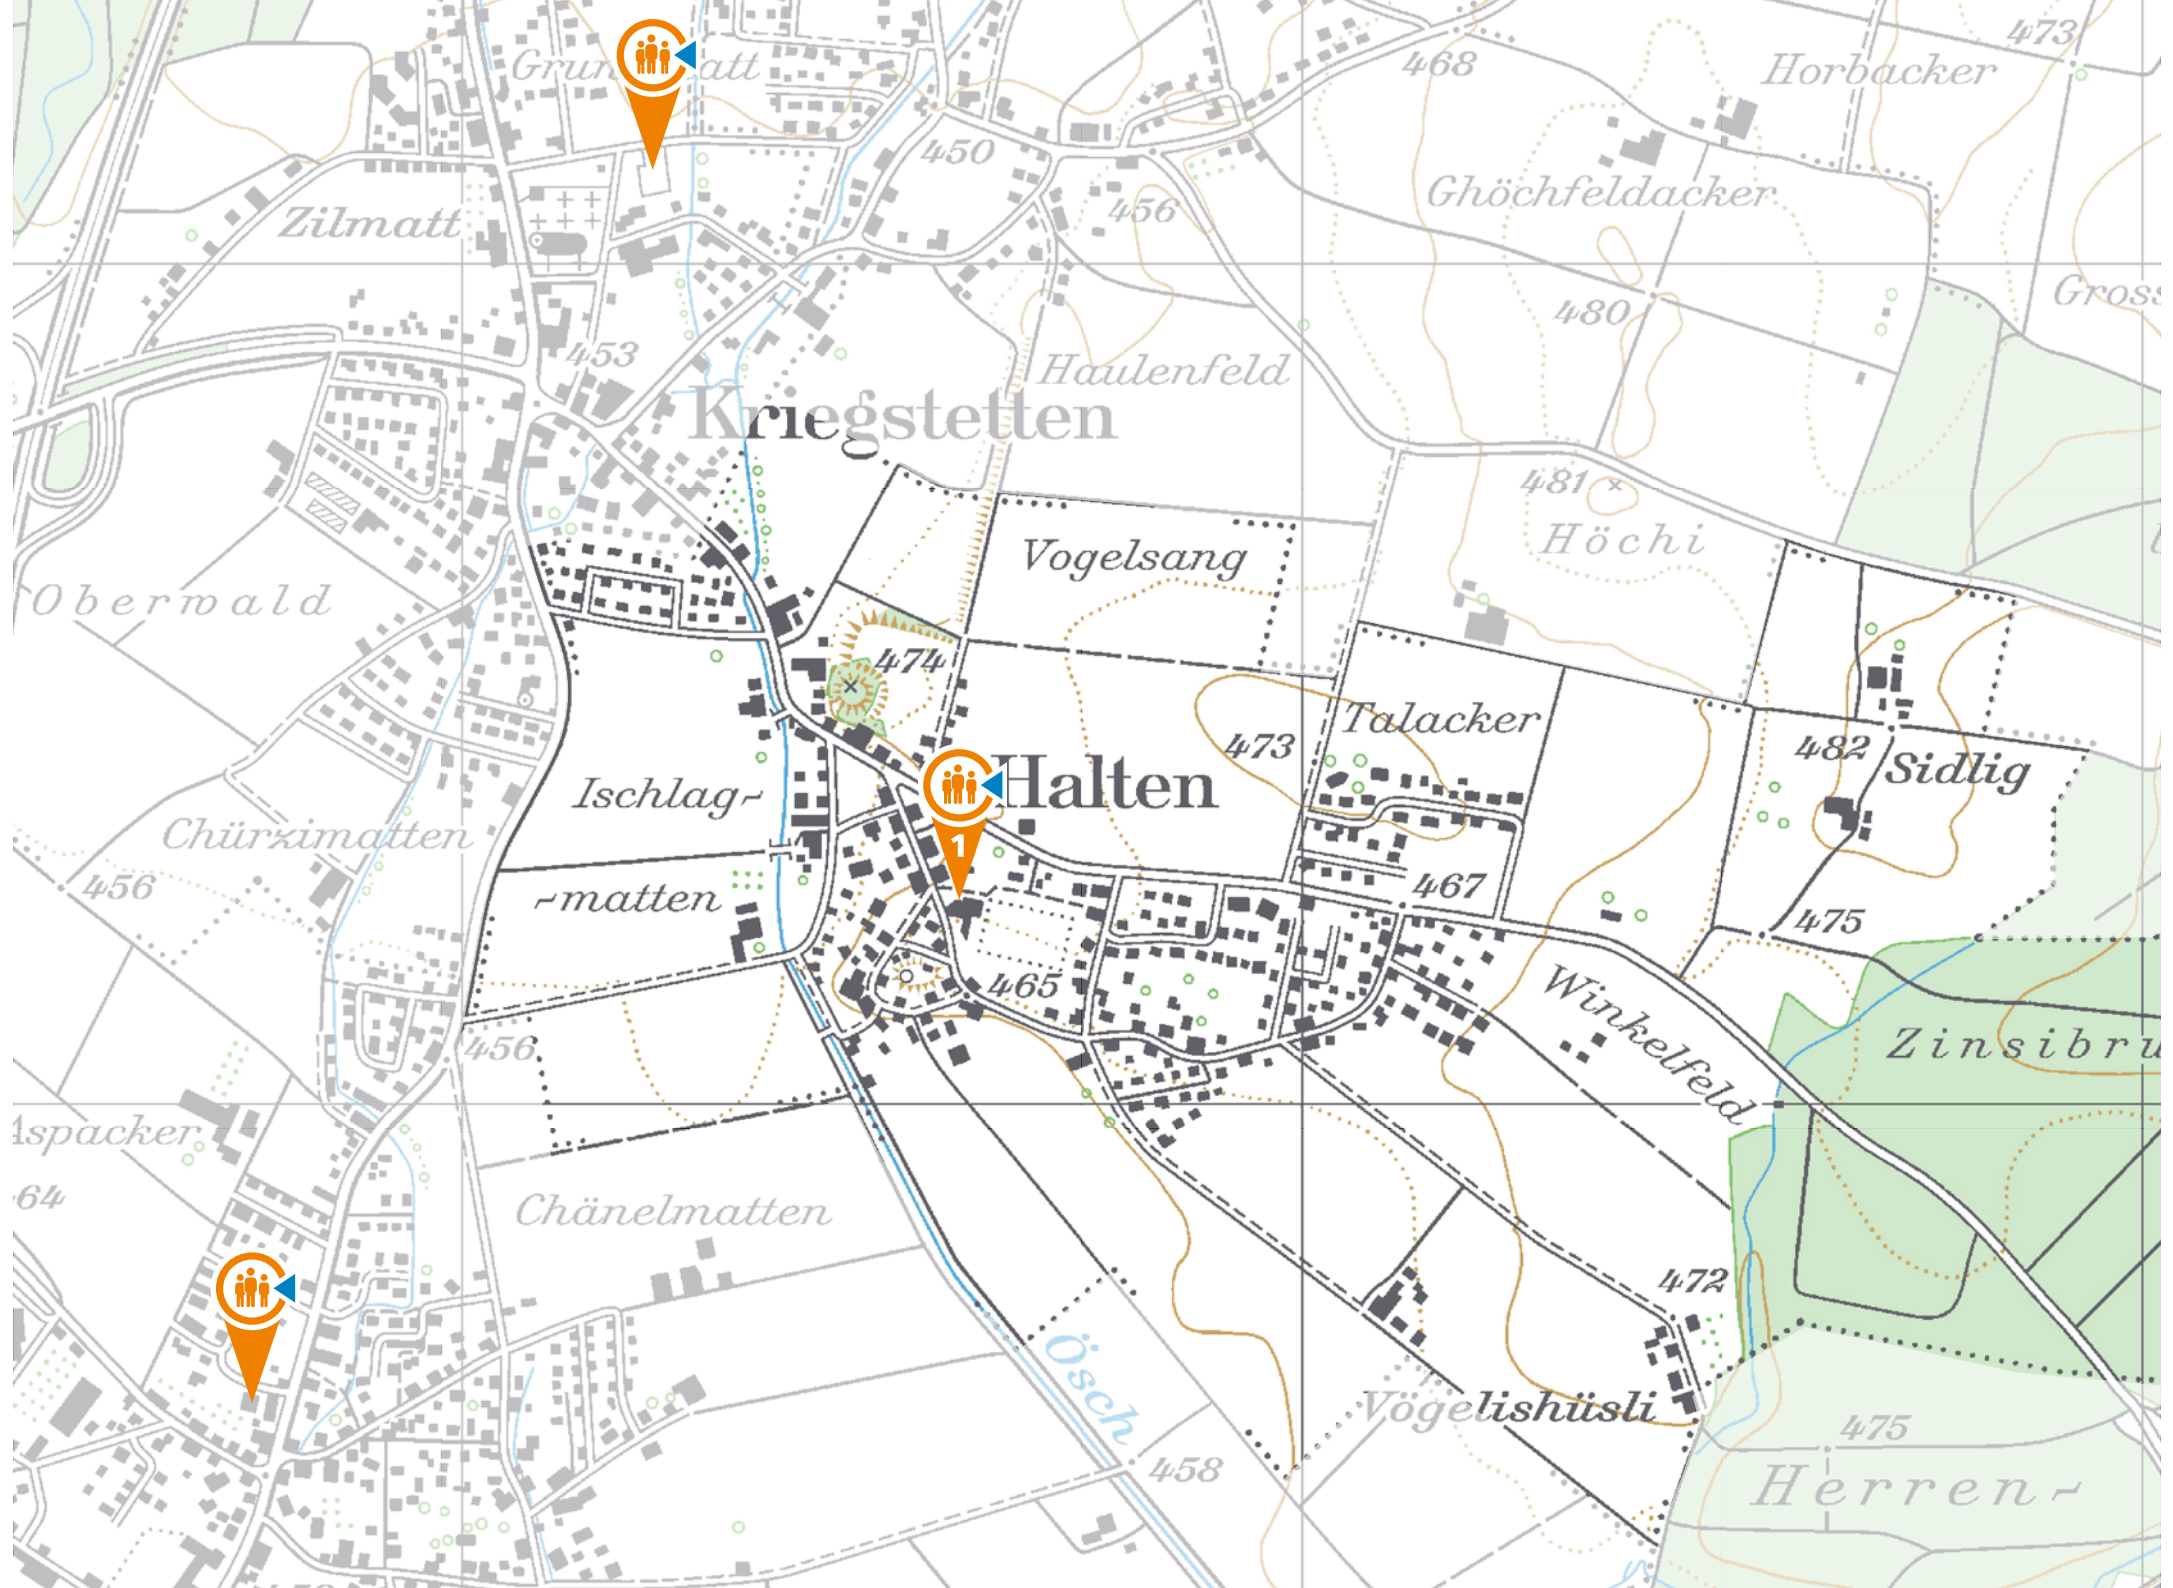 473
468
Horbacker
450
Ghöchfeldacker
456
Zilmatt
480
453
Haulenfeld
Kriegstetten
481
Höchi
Vogelsang
Oberwald
474
Talacker
473
482
Sidlig
Halten
Ischlag-
1
Chürzimatten
456
467
-matten
475
465
Winkelfeld
456
Zinsibru
Aspacker
64
Chänelmatten
472
Ösch
Vögelishüsli
475
458
Herren-